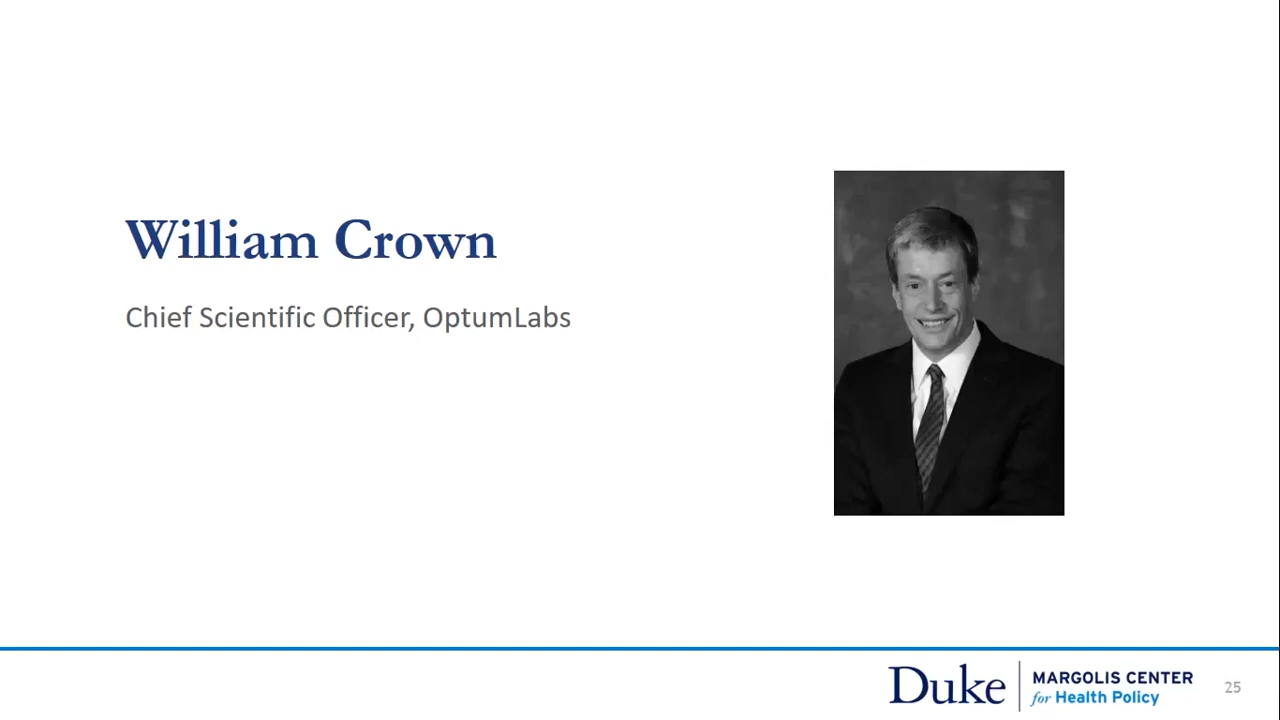 William Crown
Chief Scientific Officer, OptumLabs
Duke
MARGOLIS CENTER
for Health Policy
25